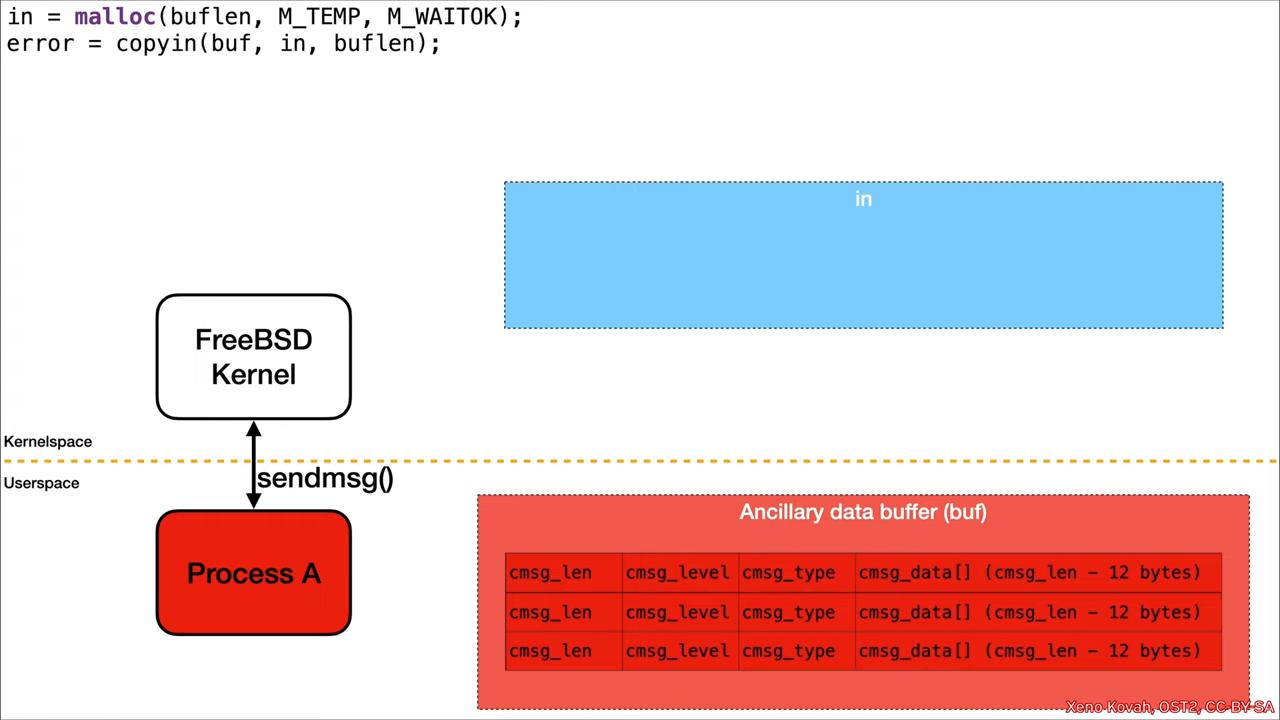 in = malloc(buflen, M_TEMP, M_WAITOK);
error = copyin(buf, in, buflen);
in
FreeBSD
Kernel
Kernelspace
sendmsg()
Userspace
Process A
Ancillary data buffer (buf)
cmsg_len cmsg_level cmsg_type cmsg_data[] (cmsg_len - 12 bytes)
cmsg_len cmsg_level cmsg_type cmsg_data[] (cmsg_len - 12 bytes)
cmsg_len cmsg_level cmsg_type cmsg_data[] (cmsg_len - 12 bytes)
Xeno Kovah, OST2, CC-BY-SA